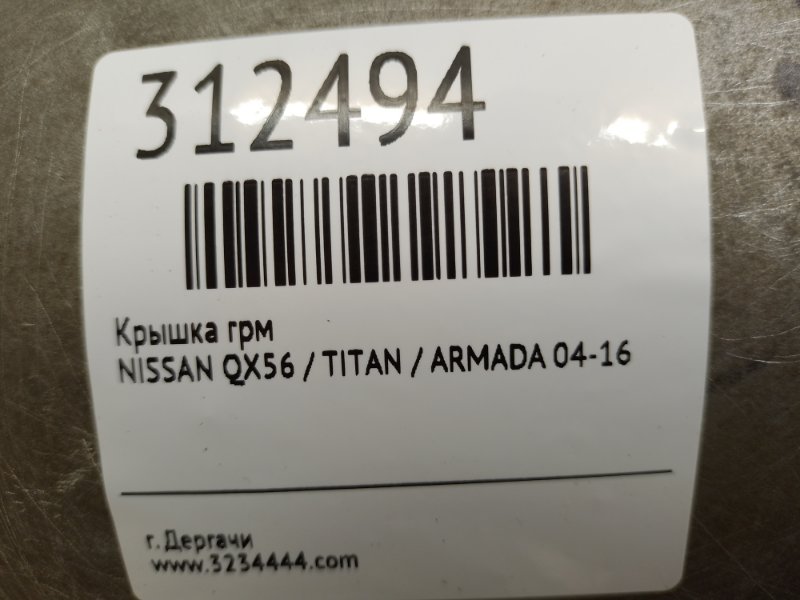 312494
Крышка грм
NISSAN QX56 / TITAN / ARMADA 04-16
г. Дергачи
www.3234444.com